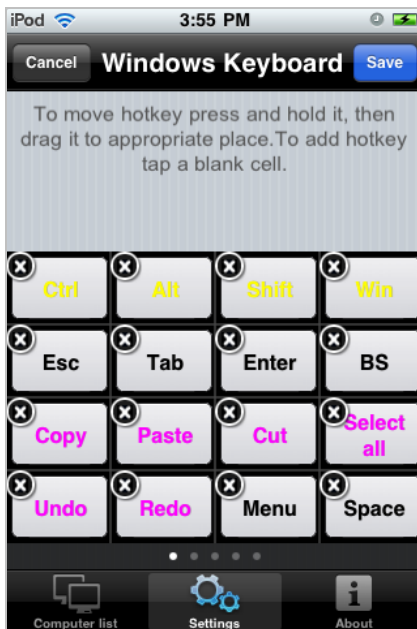 iPod 3:55 PM
Cancel Windows Keyboard Save
To move hotkey press and hold it, then
drag it to appropriate place.To add hotkey
tap a blank cell.
Ctrl Alt Shift Win
Esc Tab Enter BS
Copy Paste Cut Select all
Undo Redo Menu Space
Computer list Settings About